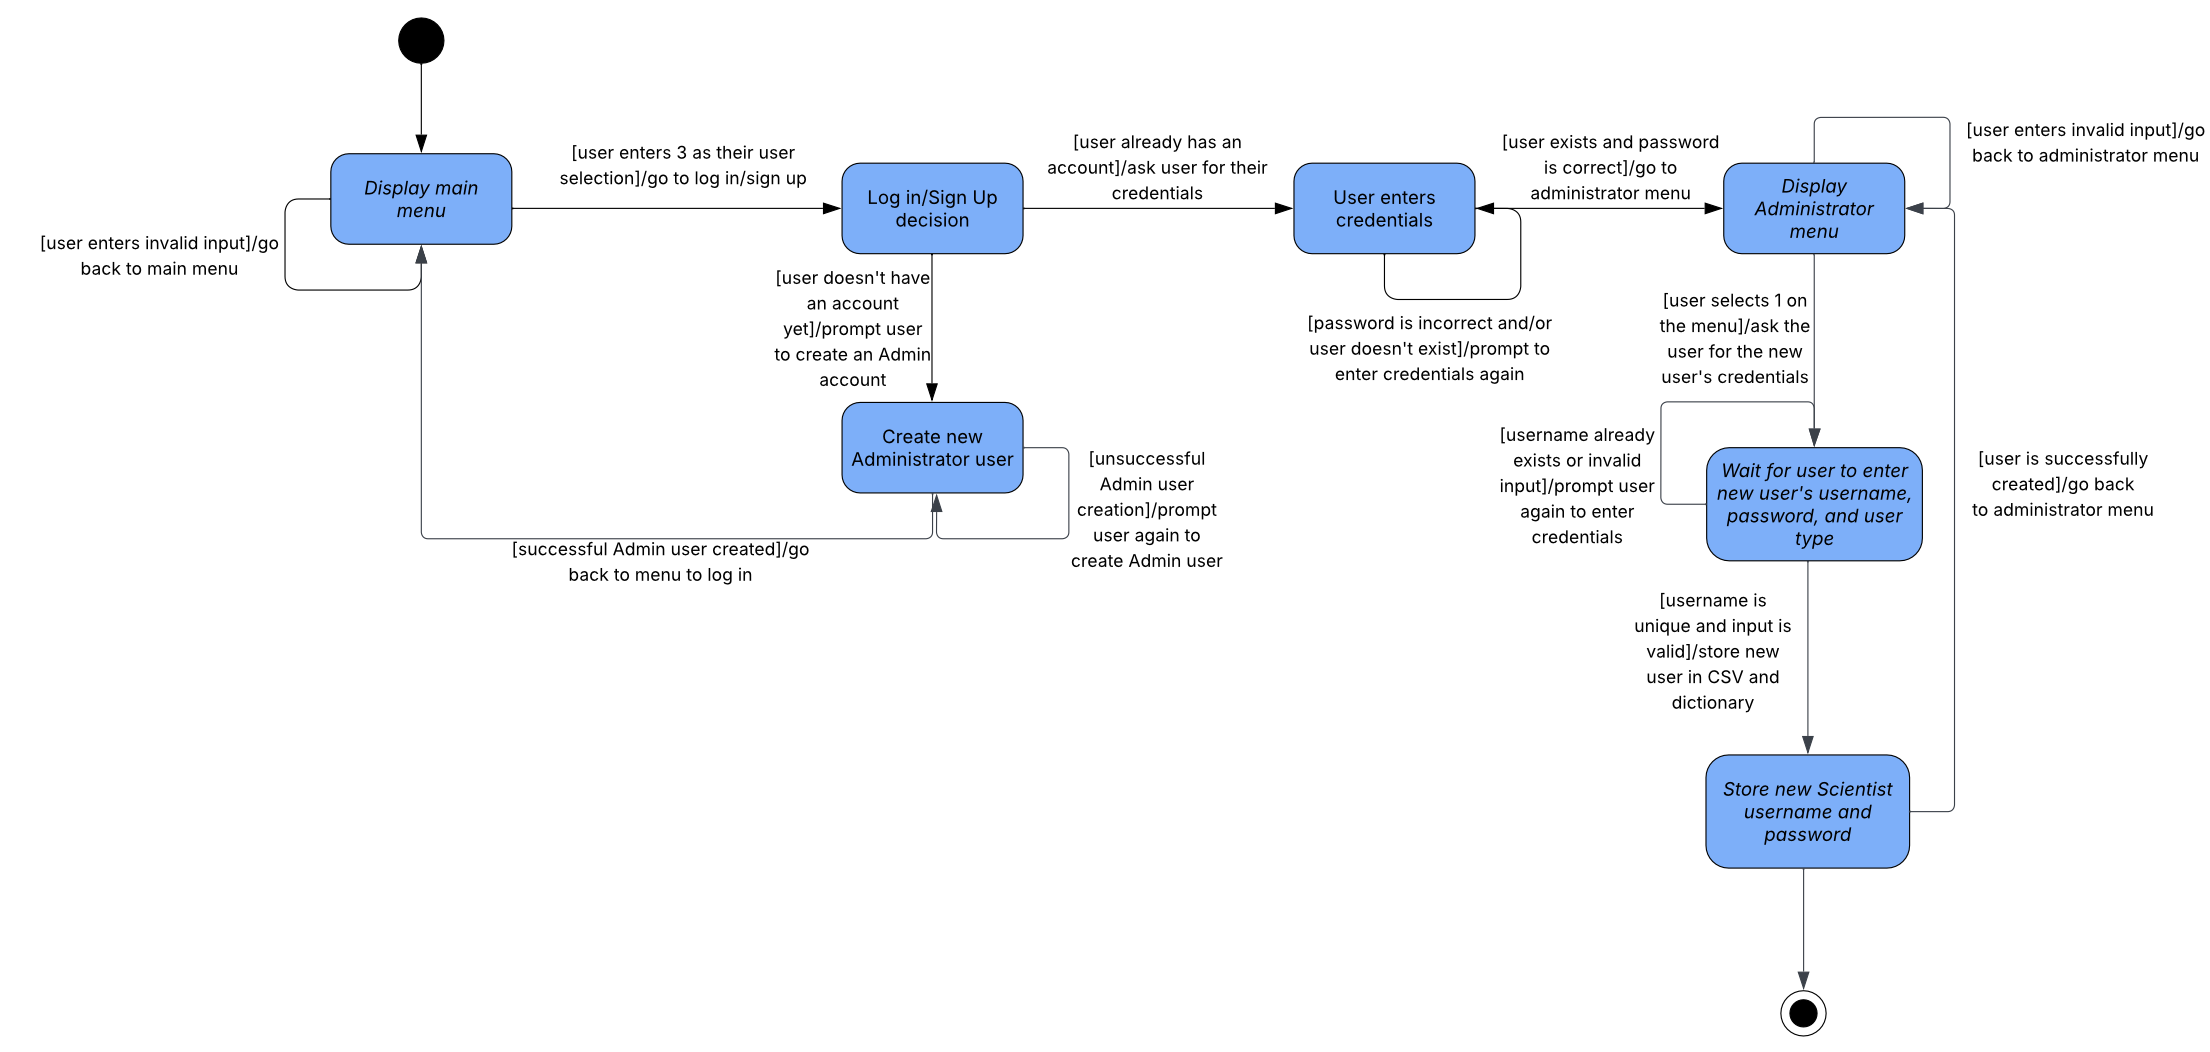 Display main
menu
[user enters invalid input]/go
back to main menu
[user enters 3 as their user
selection]/go to log in/sign up
Log in/Sign Up
decision
[user already has an
account]/ask user for their
credentials
User enters
credentials
[user exists and password
is correct]/go to
administrator menu
Display
Administrator
menu
[user enters invalid input]/go
back to administrator menu
[user doesn't have
an account
yet]/prompt user
to create an Admin
account
[password is incorrect and/or
user doesn't exist]/prompt to
enter credentials again
[user selects 1 on
the menu]/ask the
user for the new
user's credentials
Create new
Administrator user
[unsuccessful
Admin user
creation]/prompt
user again to
create Admin user
[successful Admin user created]/go
back to menu to log in
[username already
exists or invalid
input]/prompt user
again to enter
credentials
Wait for user to enter
new user's username,
password, and user
type
[user is successfully
created]/go back
to administrator menu
[username is
unique and input is
valid]/store new
user in CSV and
dictionary
Store new Scientist
username and
password